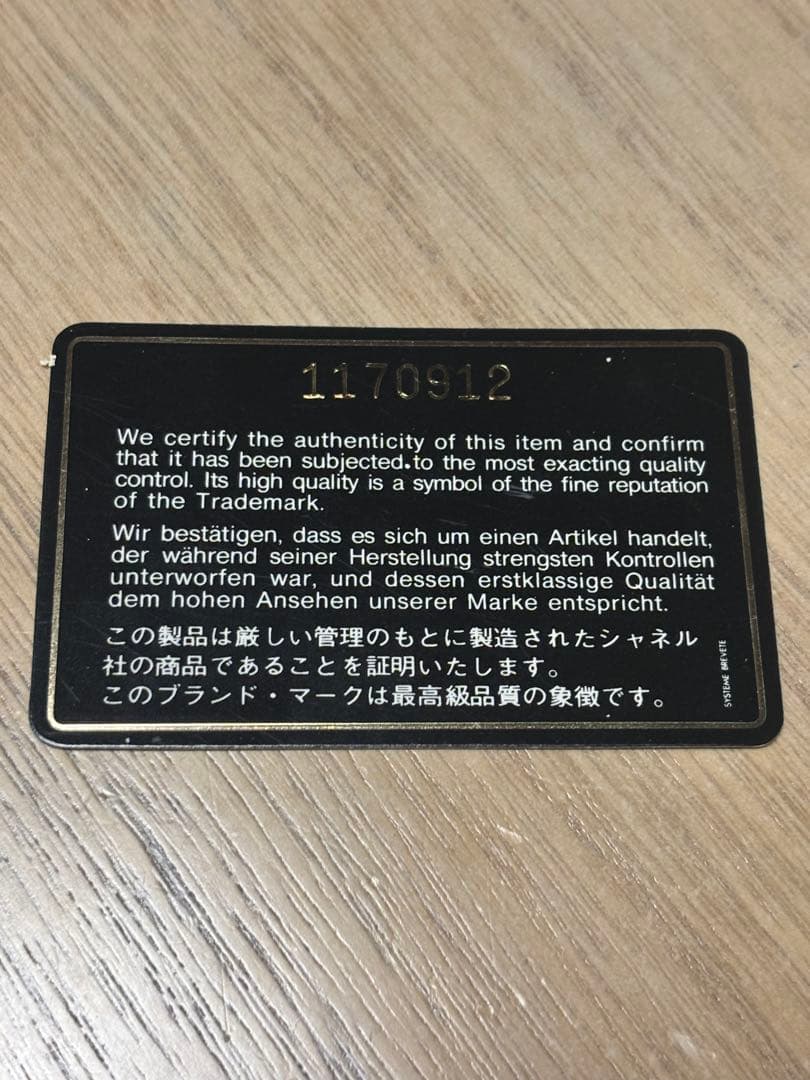 1170912
We certify the authenticity of this item and confirm
that it has been subjected.to the most exacting quality
control. Its high quality is a symbol of the fine reputation
of the Trademark.
Wir bestätigen, dass es sich um einen Artikel handelt,
der während seiner Herstellung strengsten Kontrollen
unterworfen war, und dessen erstklassige Qualität
dem hohen Ansehen unserer Marke entspricht.
この製品は厳しい管理のもとに製造されたシャネル
社の商品であることを証明いたします。
このブランド・マークは最高級品質の象徴です。
SYSTEME BREVETE